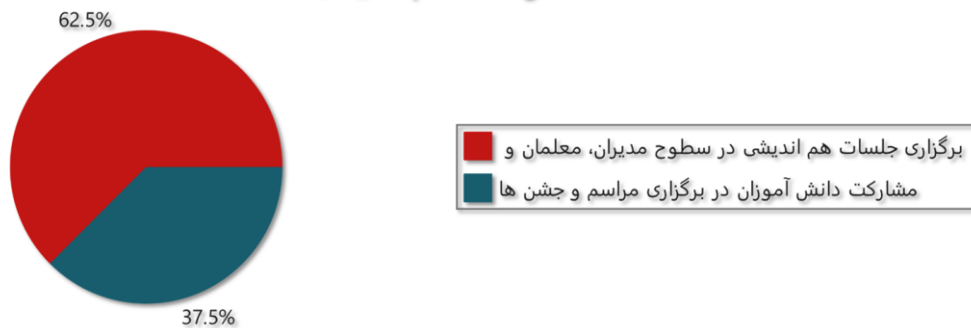 62.5%
برگزاری جلسات هم اندیشی در سطوح مدیران، معلمان و
مشارکت دانش آموزان در برگزاری مراسم و جشن ها
37.5%